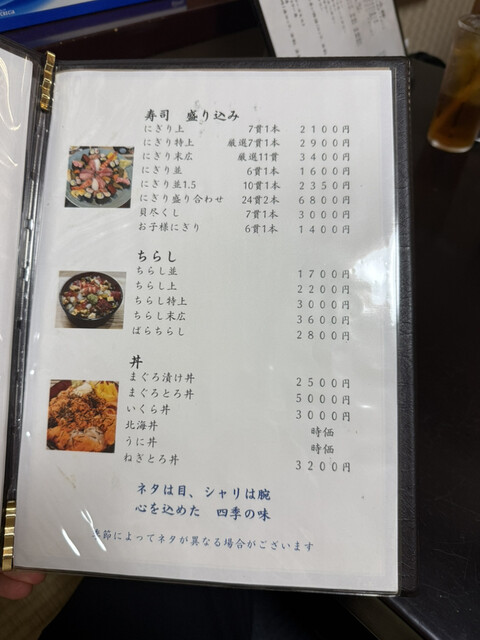 寿司 盛り込み
にぎり上 7貫1本 2100円
にぎり特上 厳選7貫1本 2900円
にぎり末広 厳選11貫 3400円
にぎり並 6貫1本 1600円
にぎり並1.5 10貫1本 2350円
にぎり盛り合わせ 24貫2本 6800円
貝尽くし 7貫1本 3000円
お子様にぎり 6貫1本 1400円
ちらし
ちらし並 1700円
ちらし上 2200円
ちらし特上 3000円
ちらし末広 3600円
ばらちらし 2800円
丼
まぐろ漬け丼 2500円
まぐろとろ丼 5000円
いくら丼 3000円
北海丼 時価
うに丼 時価
ねぎとろ丼 3200円
ネタは目、シャリは腕
心を込めた 四季の味
季節によってネタが異なる場合がございます